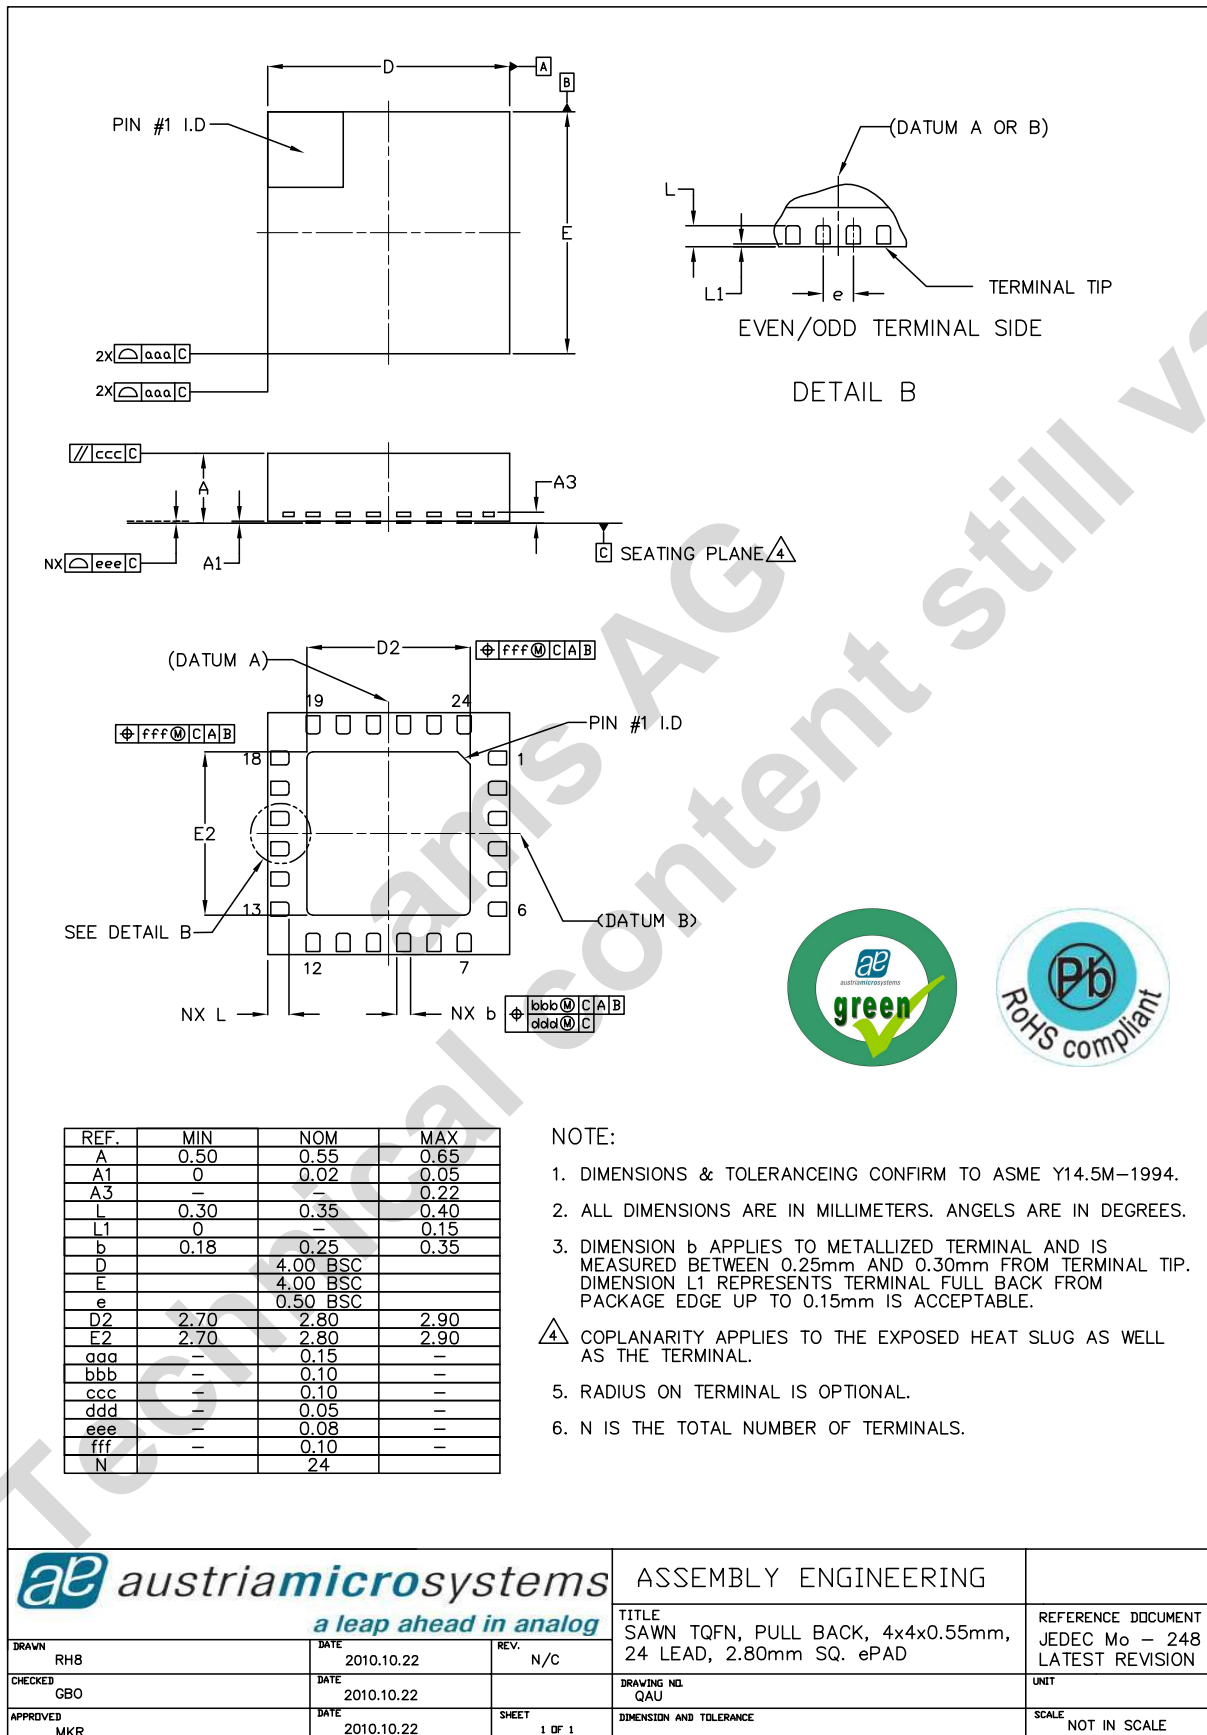 D
A
B
PIN #1 I.D
E
2X aaa C
2X aaa C
(DATUM A OR B)
L
L1
e
TERMINAL TIP
EVEN/ODD TERMINAL SIDE
DETAIL B
// ccc C
A
A3
NX eee C
A1
C SEATING PLANE 4
(DATUM A)
D2
fff Ⓜ C A B
19
24
PIN #1 I.D
fff Ⓜ C A B
18
1
E2
13
6
SEE DETAIL B
(DATUM B)
12
7
NX L
NX b
bbb Ⓜ C A B
ddd Ⓜ C
ae
austriamicrosystems
green
Pb
RoHS compliant
REF. MIN NOM MAX
A 0.50 0.55 0.65
A1 0 0.02 0.05
A3 – – 0.22
L 0.30 0.35 0.40
L1 0 – 0.15
b 0.18 0.25 0.35
D 4.00 BSC
E 4.00 BSC
e 0.50 BSC
D2 2.70 2.80 2.90
E2 2.70 2.80 2.90
aaa – 0.15 –
bbb – 0.10 –
ccc – 0.10 –
ddd – 0.05 –
eee – 0.08 –
fff – 0.10 –
N 24
NOTE:
1. DIMENSIONS & TOLERANCEING CONFIRM TO ASME Y14.5M–1994.
2. ALL DIMENSIONS ARE IN MILLIMETERS. ANGELS ARE IN DEGREES.
3. DIMENSION b APPLIES TO METALLIZED TERMINAL AND IS
MEASURED BETWEEN 0.25mm AND 0.30mm FROM TERMINAL TIP.
DIMENSION L1 REPRESENTS TERMINAL FULL BACK FROM
PACKAGE EDGE UP TO 0.15mm IS ACCEPTABLE.
4 COPLANARITY APPLIES TO THE EXPOSED HEAT SLUG AS WELL
AS THE TERMINAL.
5. RADIUS ON TERMINAL IS OPTIONAL.
6. N IS THE TOTAL NUMBER OF TERMINALS.
ams AG
Technical content still va
ae austriamicrosystems
a leap ahead in analog
ASSEMBLY ENGINEERING
TITLE
SAWN TQFN, PULL BACK, 4x4x0.55mm,
24 LEAD, 2.80mm SQ. ePAD
REFERENCE DOCUMENT
JEDEC Mo – 248
LATEST REVISION
DRAWN
RH8
DATE
2010.10.22
REV.
N/C
CHECKED
GBO
DATE
2010.10.22
DRAWING NO.
QAU
UNIT
APPROVED
MKR
DATE
2010.10.22
SHEET
1 OF 1
DIMENSION AND TOLERANCE
SCALE
NOT IN SCALE